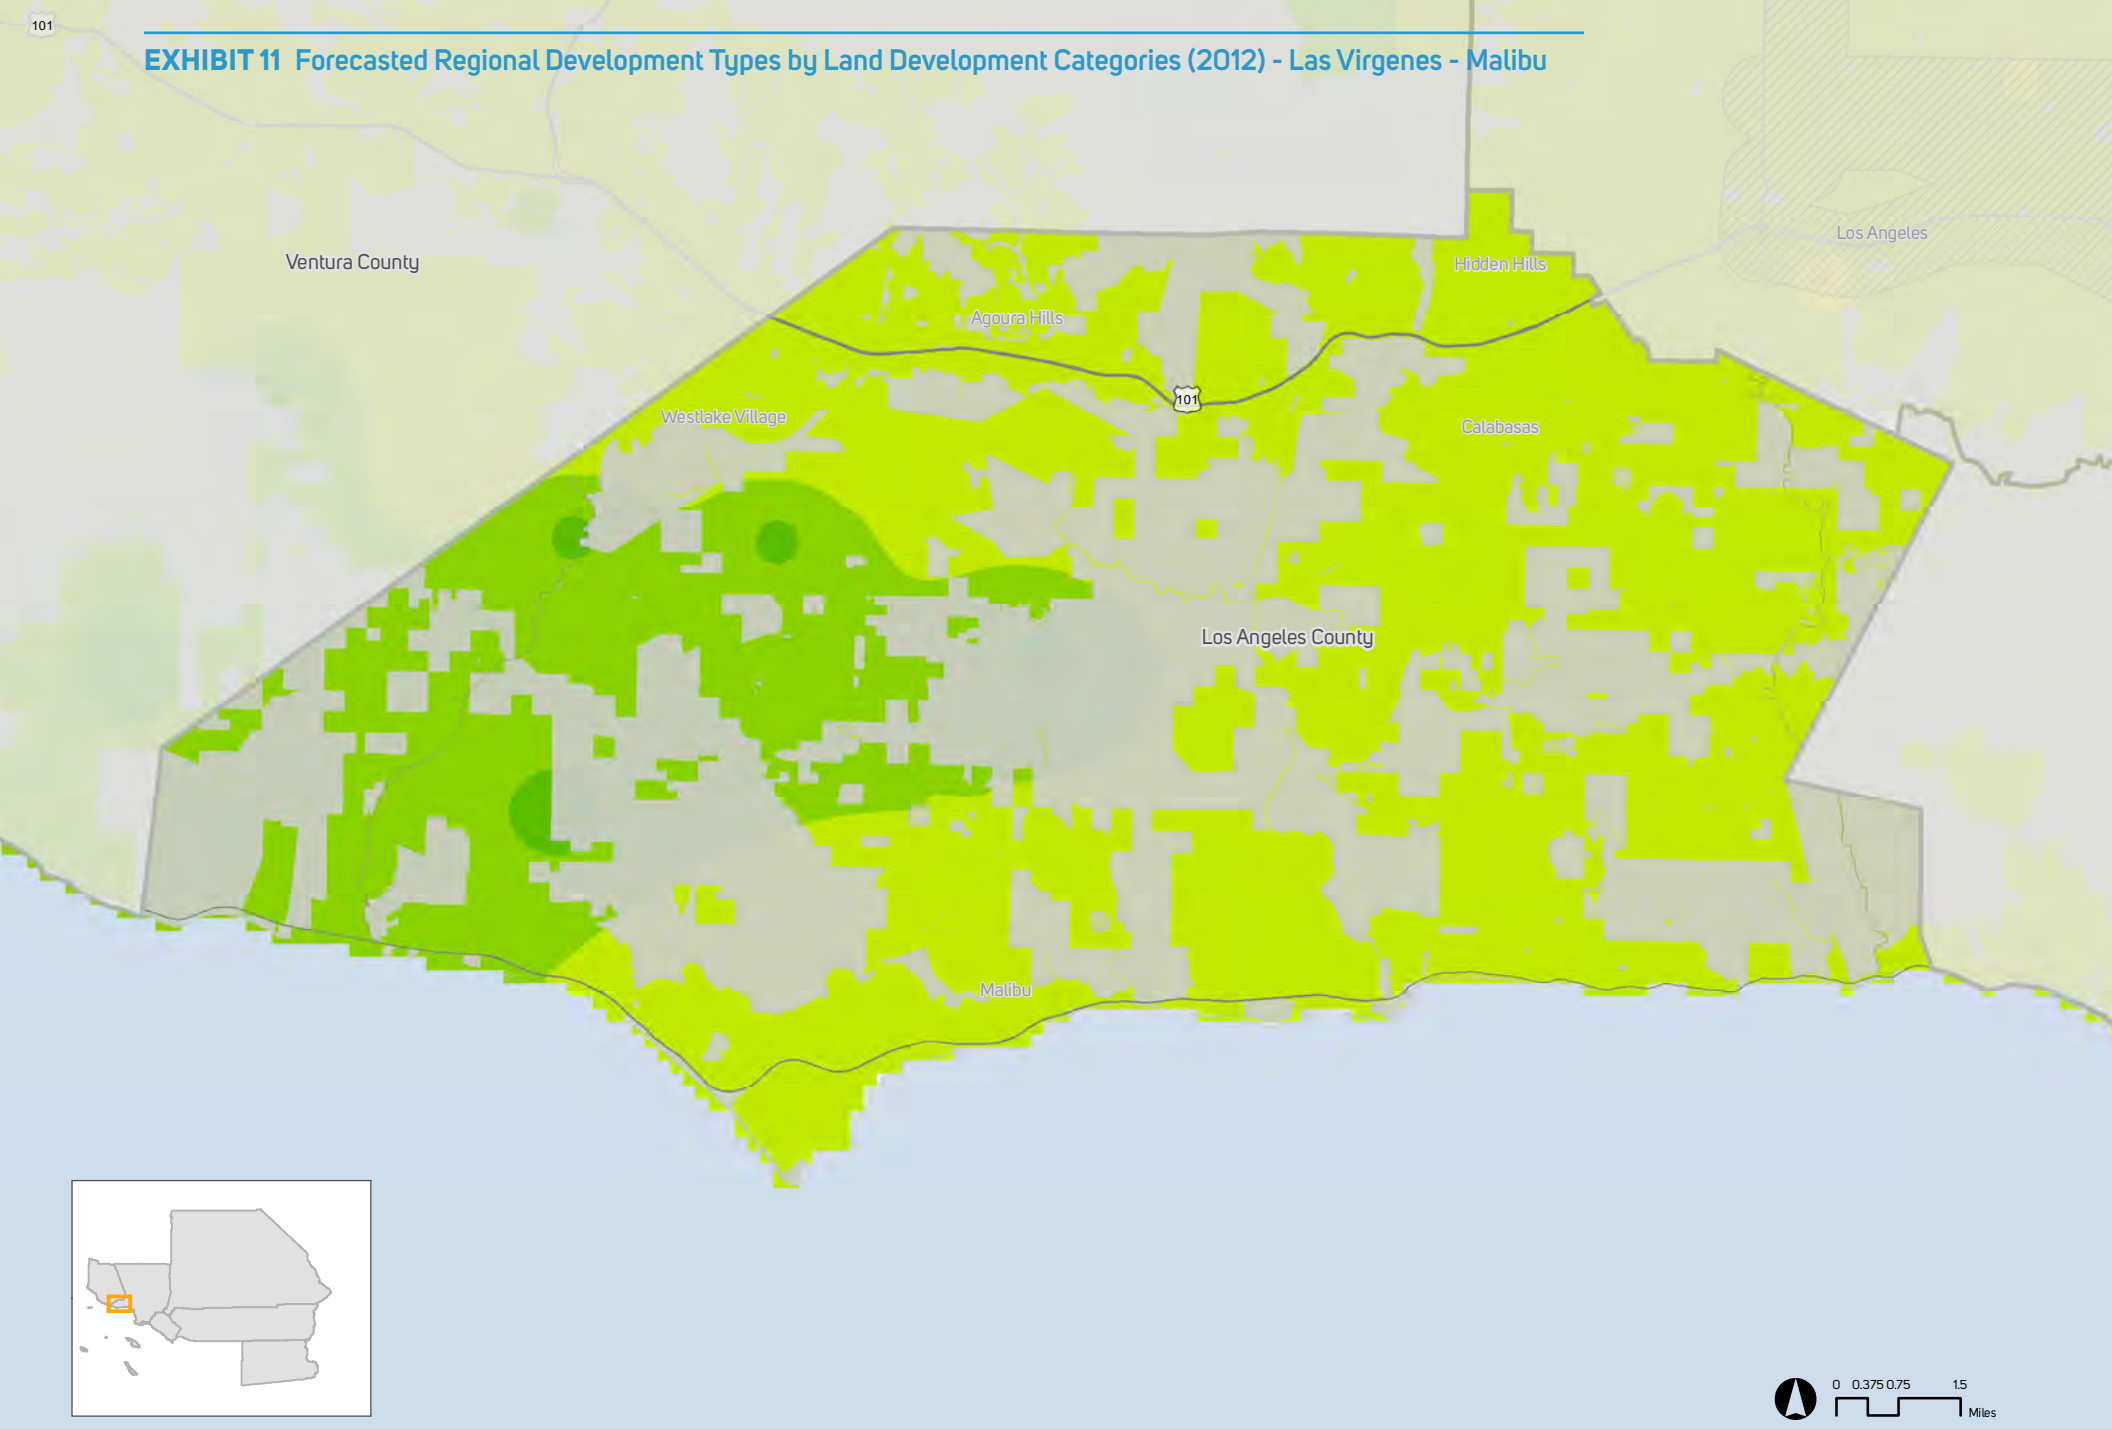 101
EXHIBIT 11 Forecasted Regional Development Types by Land Development Categories (2012) - Las Virgenes - Malibu
Los Angeles
Ventura County
Hidden Hills
Agoura Hills
101
Westlake Village
Calabasas
Los Angeles County
Malibu
0 0.375 0.75 1.5
Miles